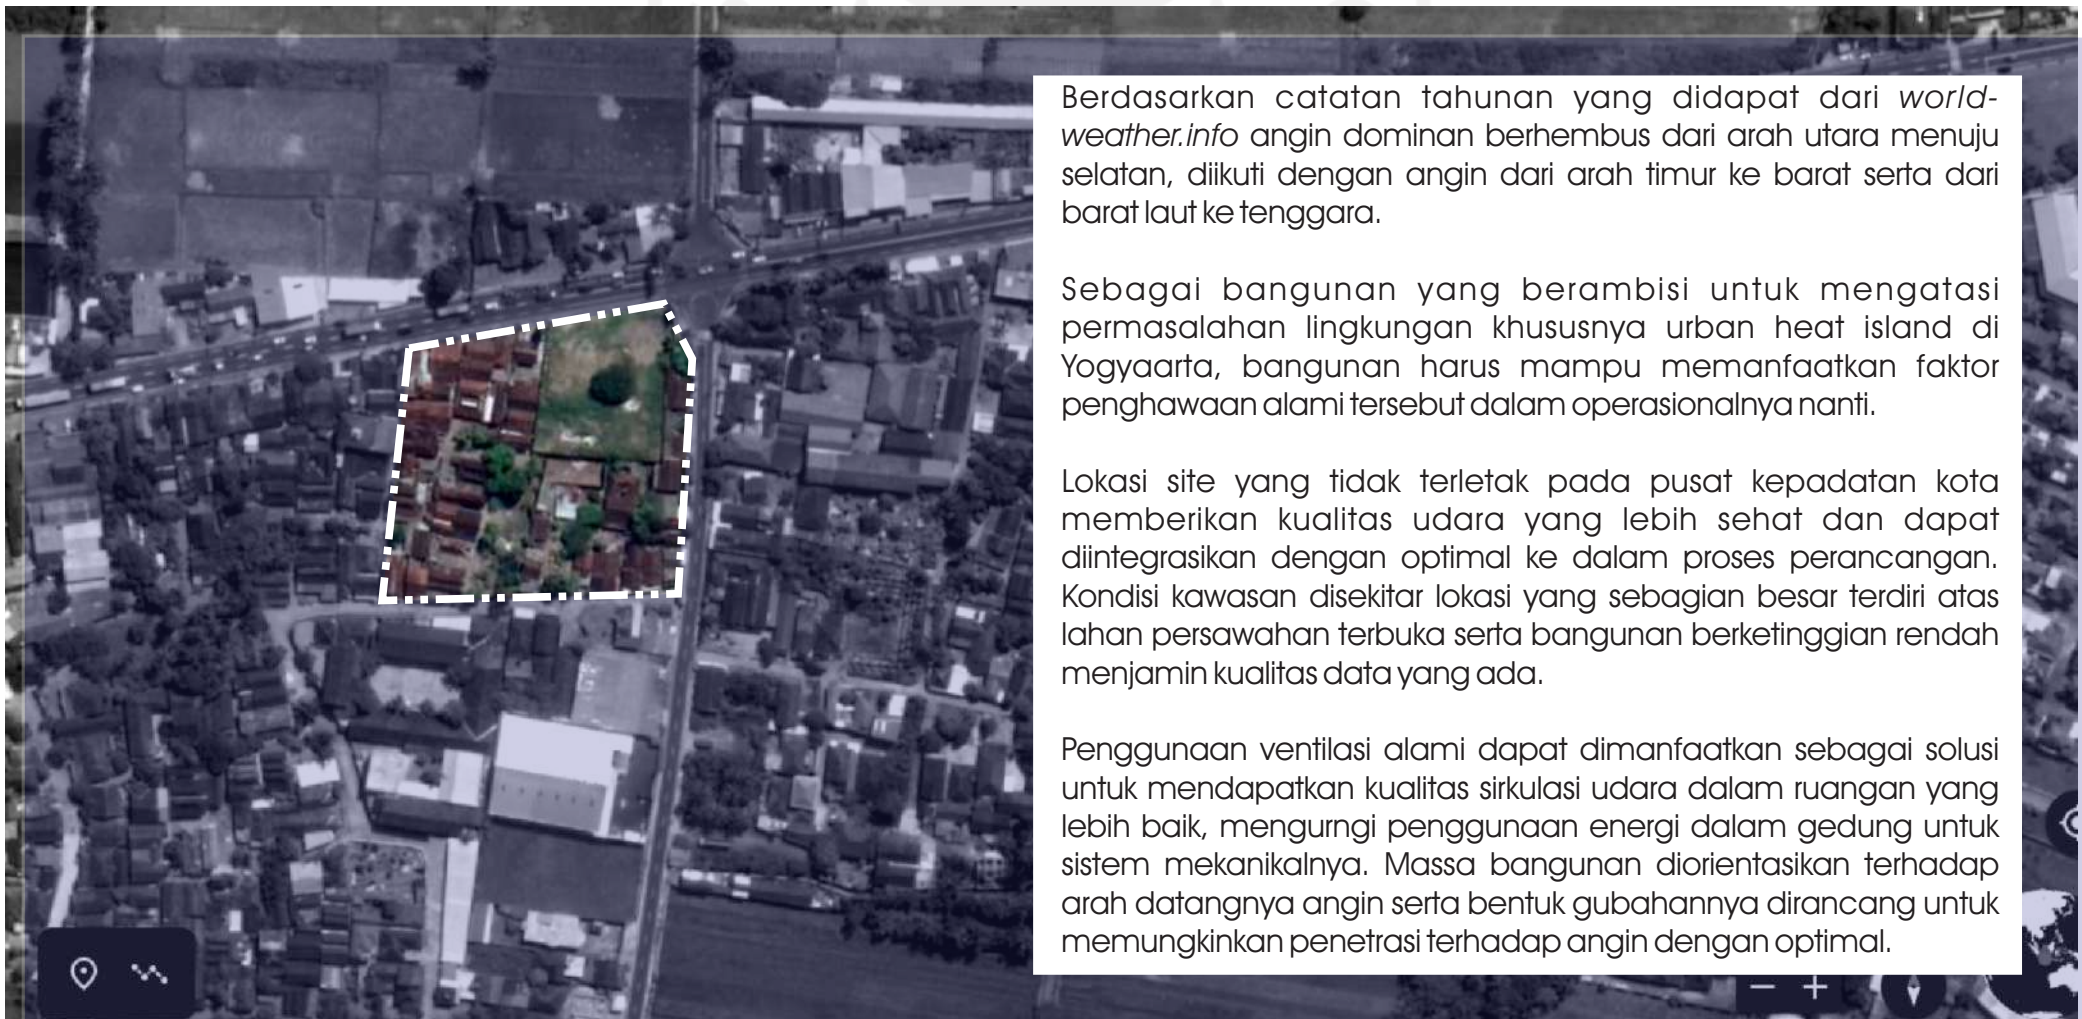 Berdasarkan catatan tahunan yang didapat dari world-
weather.info angin dominan berhembus dari arah utara menuju
selatan, diikuti dengan angin dari arah timur ke barat serta dari
barat laut ke tenggara.
Sebagai bangunan yang berambisi untuk mengatasi
permasalahan lingkungan khususnya urban heat island di
Yogyaarta, bangunan harus mampu memanfaatkan faktor
penghawaan alami tersebut dalam operasionalnya nanti.
Lokasi site yang tidak terletak pada pusat kepadatan kota
memberikan kualitas udara yang lebih sehat dan dapat
diintegrasikan dengan optimal ke dalam proses perancangan.
Kondisi kawasan disekitar lokasi yang sebagian besar terdiri atas
lahan persawahan terbuka serta bangunan berketinggian rendah
menjamin kualitas data yang ada.
Penggunaan ventilasi alami dapat dimanfaatkan sebagai solusi
untuk mendapatkan kualitas sirkulasi udara dalam ruangan yang
lebih baik, mengurngi penggunaan energi dalam gedung untuk
sistem mekanikalnya. Massa bangunan diorientasikan terhadap
arah datangnya angin serta bentuk gubahannya dirancang untuk
memungkinkan penetrasi terhadap angin dengan optimal.